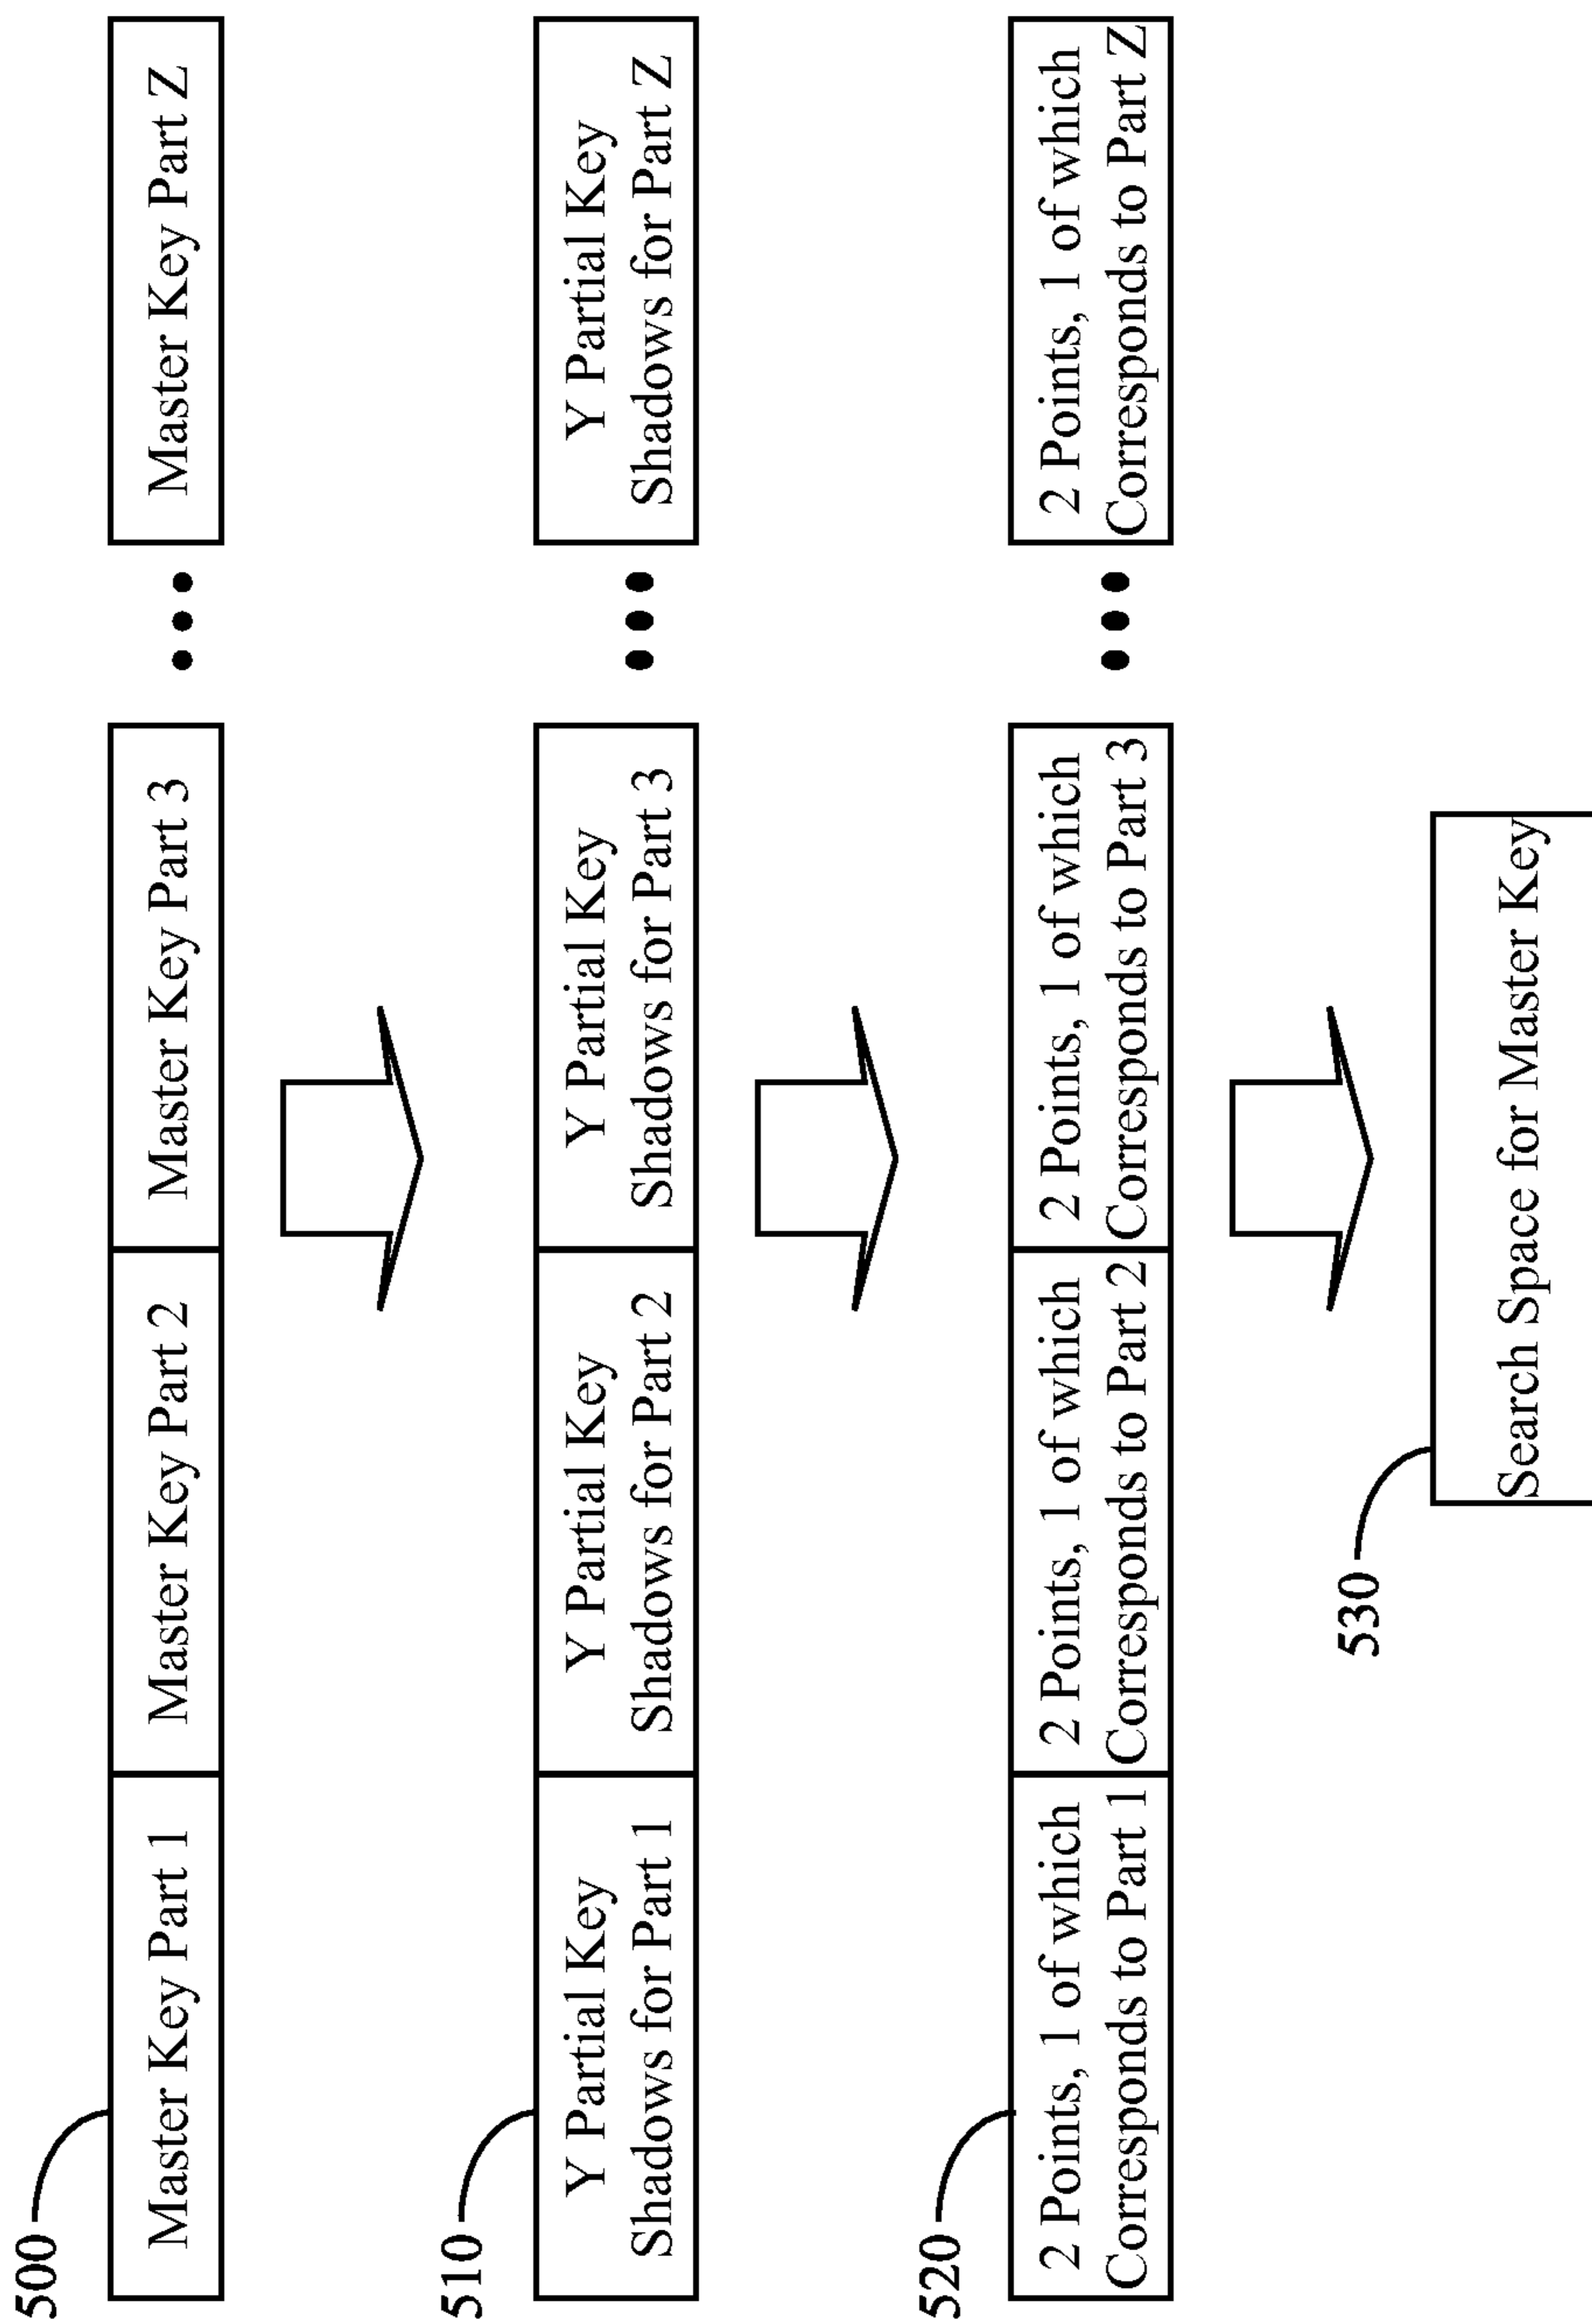 500
Master Key Part 1
Master Key Part 2
Master Key Part 3
Master Key Part Z
510
Y Partial Key
Shadows for Part 1
Y Partial Key
Shadows for Part 2
Y Partial Key
Shadows for Part 3
Y Partial Key
Shadows for Part Z
520
2 Points, 1 of which
Corresponds to Part 1
2 Points, 1 of which
Corresponds to Part 2
2 Points, 1 of which
Corresponds to Part 3
2 Points, 1 of which
Corresponds to Part Z
530
Search Space for Master Key